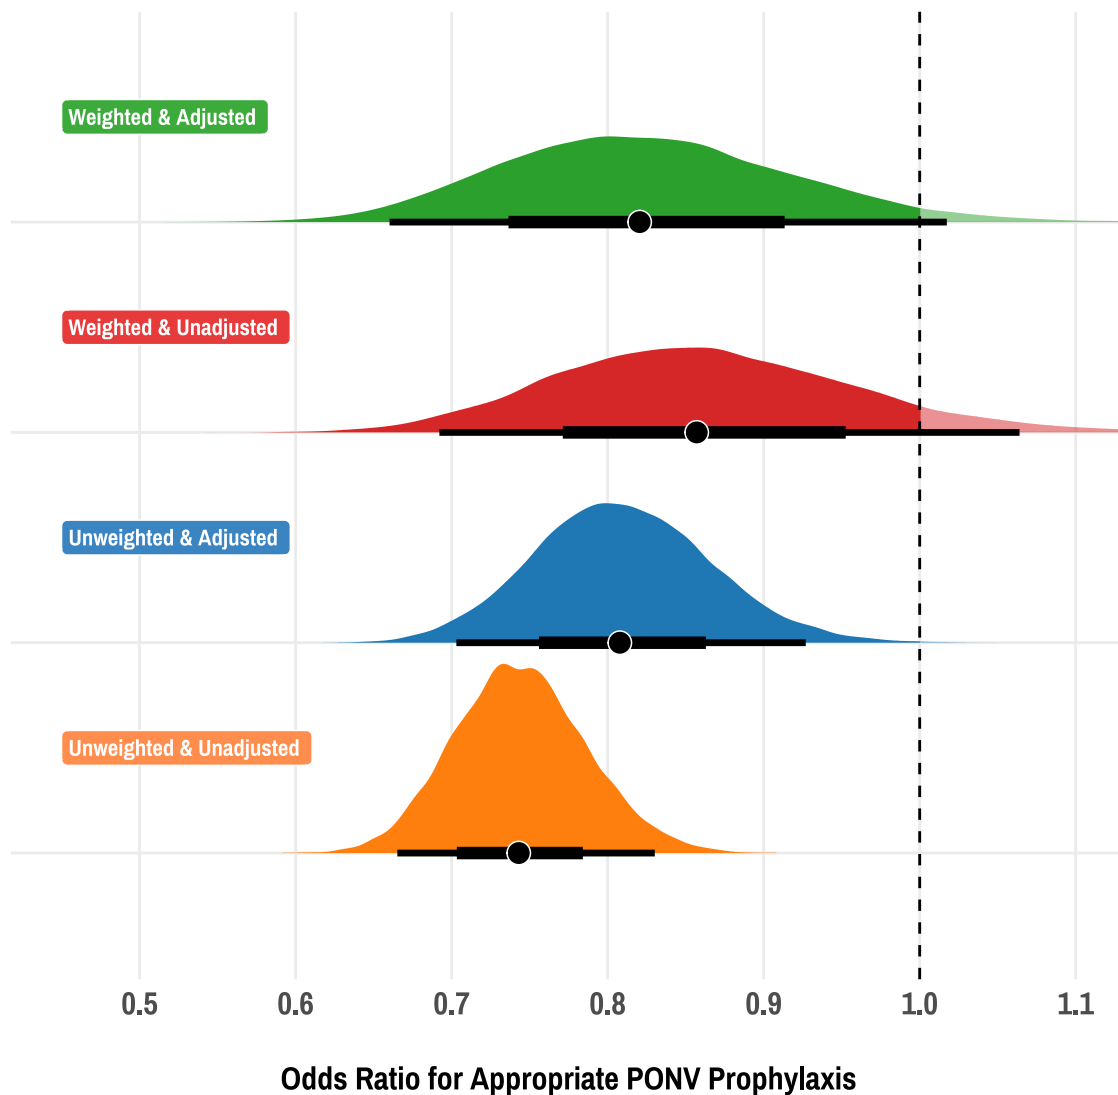 Weighted & Adjusted
Weighted & Unadjusted
Unweighted & Adjusted
Unweighted & Unadjusted
0.5 0.6 0.7 0.8 0.9 1.0 1.1
Odds Ratio for Appropriate PONV Prophylaxis